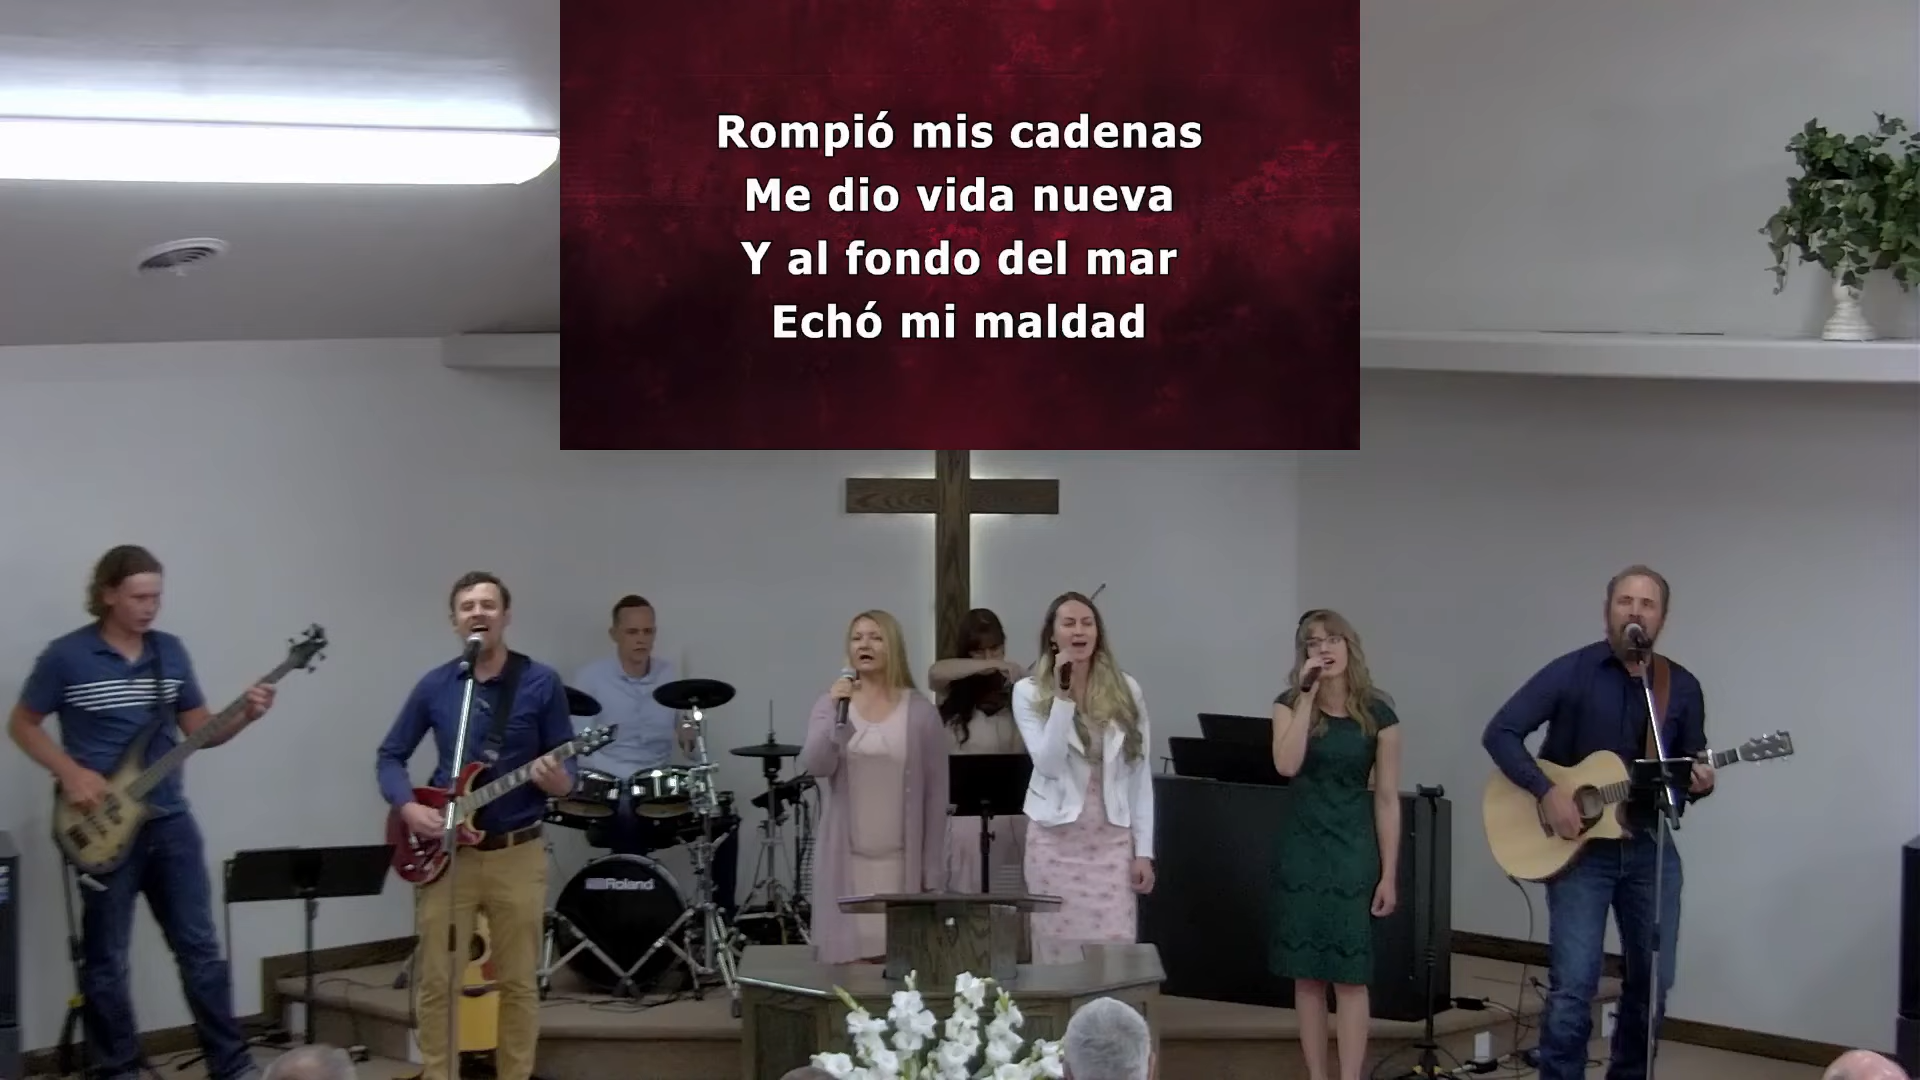 Rompió mis cadenas
Me dio vida nueva
Y al fondo del mar
Echó mi maldad
Roland